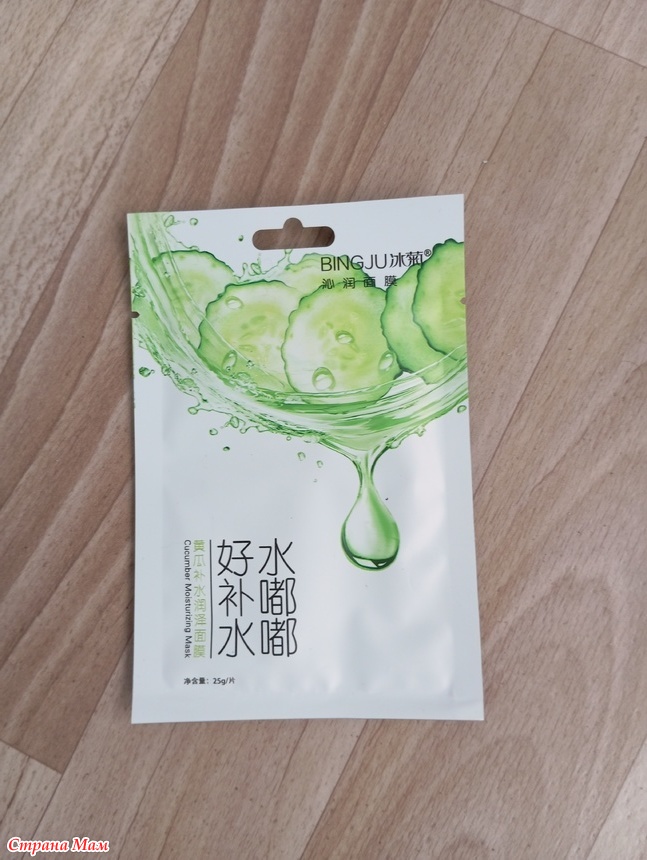 BINGJU冰菊®
沁润面膜
水嘟嘟
好补水
黄瓜补水润颜面膜
Cucumber Moisturizing Mask
净含量：25g/片
Страна Мам